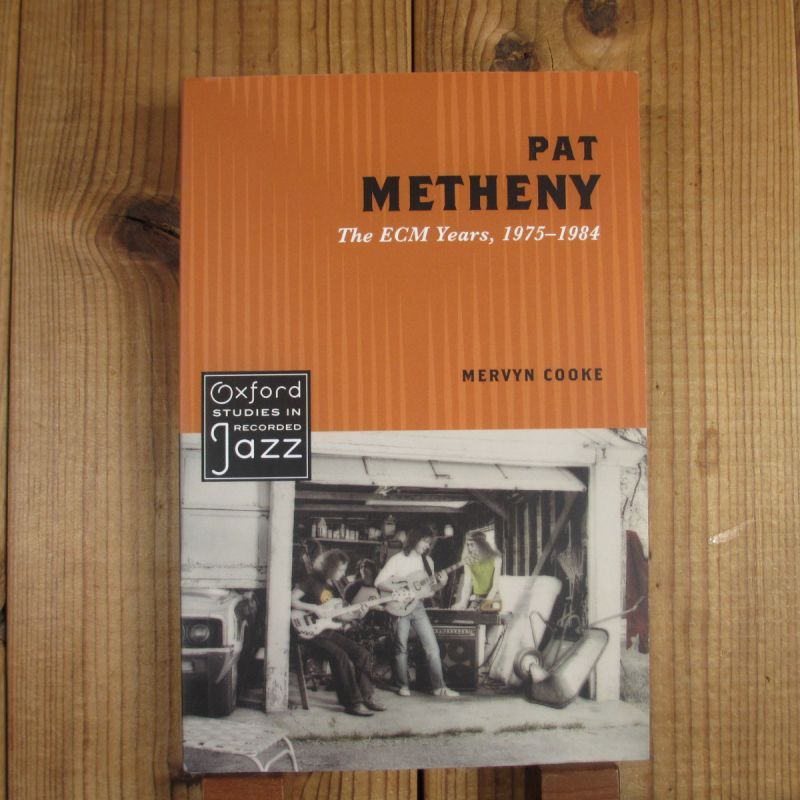 PAT
METHENY
The ECM Years, 1975–1984
MERVYN COOKE
Oxford
STUDIES IN
RECORDED
Jazz